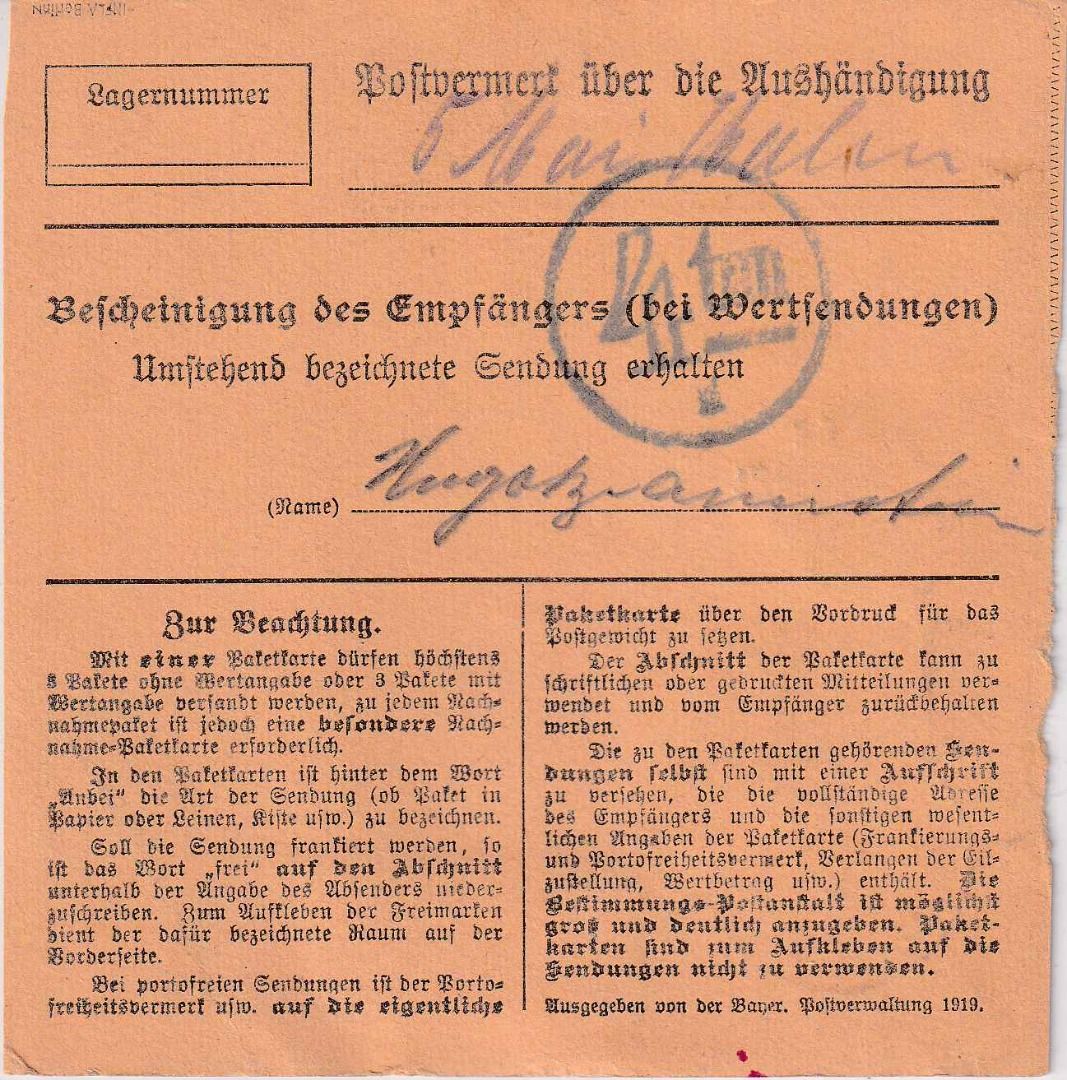 INFLA Berlin
Lagernummer
Postvermerk über die Aushändigung
5 Mai
Bescheinigung des Empfängers (bei Wertsendungen)
Umstehend bezeichnete Sendung erhalten
(Name)
Zur Beachtung.
Mit einer Paketkarte dürfen höchstens
3 Pakete ohne Wertangabe oder 3 Pakete mit
Wertangabe versandt werden, zu jedem Nach-
nahmepaket ist jedoch eine besondere Nach-
nahme-Paketkarte erforderlich.
In den Paketkarten ist hinter dem Wort
„Anbei“ die Art der Sendung (ob Paket in
Papier oder Leinen, Kiste usw.) zu bezeichnen.
Soll die Sendung frankiert werden, so
ist das Wort „frei“ auf den Abschnitt
unterhalb der Angabe des Absenders nieder-
zuschreiben. Zum Aufkleben der Freimarken
dient der dafür bezeichnete Raum auf der
Vorderseite.
Bei portofreien Sendungen ist der Porto-
freiheitsvermerk usw. auf die eigentliche
Paketkarte über den Vordruck für das
Postgewicht zu setzen.
Der Abschnitt der Paketkarte kann zu
schriftlichen oder gedruckten Mitteilungen ver-
wendet und vom Empfänger zurückbehalten
werden.
Die zu den Paketkarten gehörenden Sen-
dungen selbst sind mit einer Aufschrift
zu versehen, die die vollständige Adresse
des Empfängers und die sonstigen wesent-
lichen Angaben der Paketkarte (Frankierungs-
und Portofreiheitsvermerk, Verlangen der Eil-
zustellung, Wertbetrag usw.) enthält. Die
Bestimmungs-Postanstalt ist möglichst
groß und deutlich anzugeben. Paket-
karten sind zum Aufkleben auf die
Sendungen nicht zu verwenden.
Ausgegeben von der Bayer. Postverwaltung 1919.